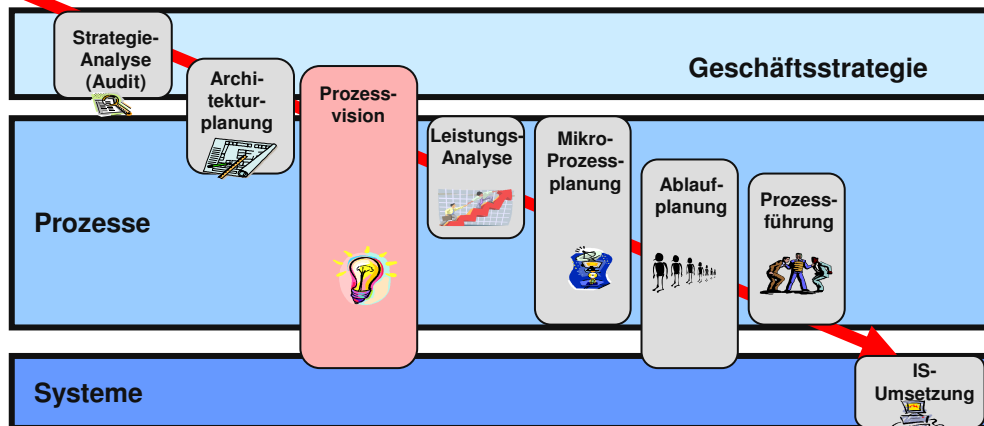 Strategie-
Analyse
(Audit)
Archi-
tektur-
planung
Prozess-
vision
Geschäftsstrategie
Leistungs-
Analyse
Mikro-
Prozess-
planung
Ablauf-
planung
Prozess-
führung
Prozesse
Systeme
IS-
Umsetzung